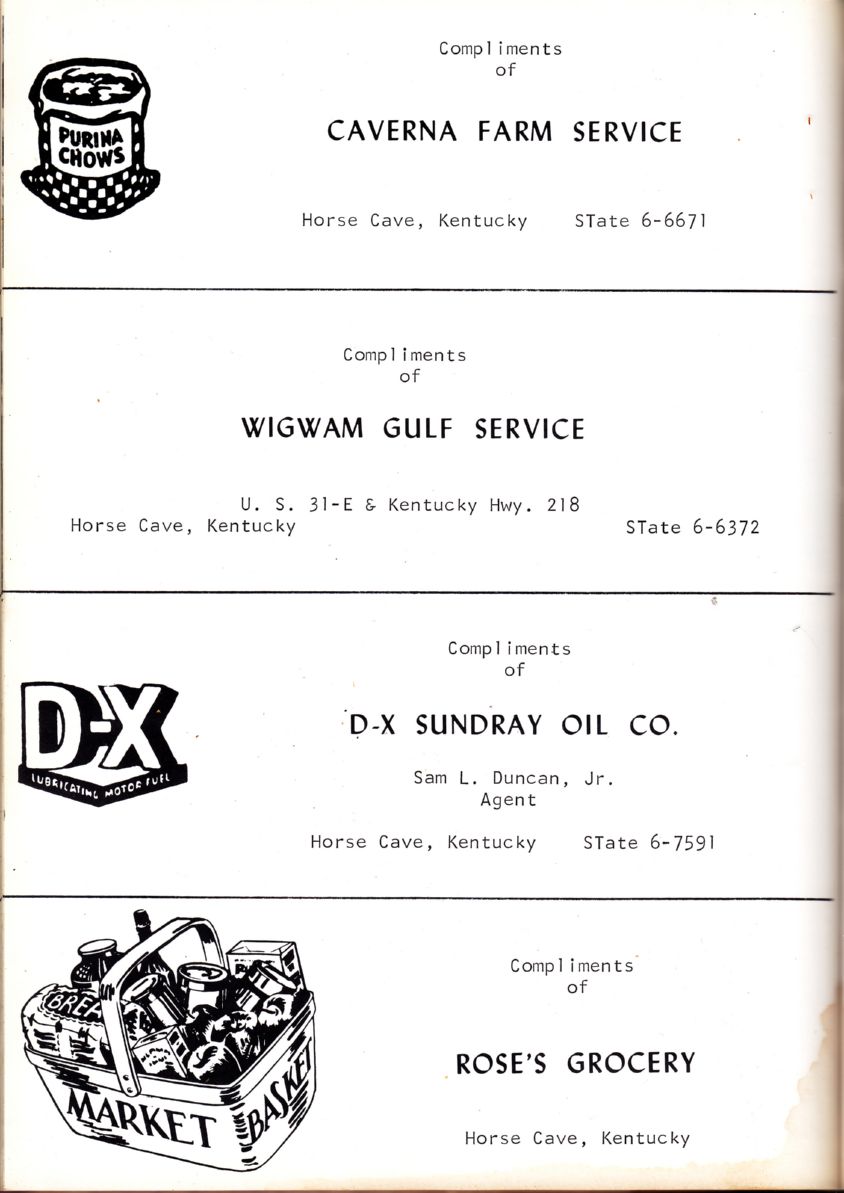 Compliments
of
PURINA
CHOWS
CAVERNA FARM SERVICE
Horse Cave, Kentucky STate 6-6671
Compliments
of
WIGWAM GULF SERVICE
U. S. 31-E & Kentucky Hwy. 218
Horse Cave, Kentucky STate 6-6372
Compliments
of
D-X
LUBRICATING MOTOR FUEL
D-X SUNDRAY OIL CO.
Sam L. Duncan, Jr.
Agent
Horse Cave, Kentucky STate 6-7591
Compliments
of
BREA
MARKET BASKET
ROSE'S GROCERY
Horse Cave, Kentucky